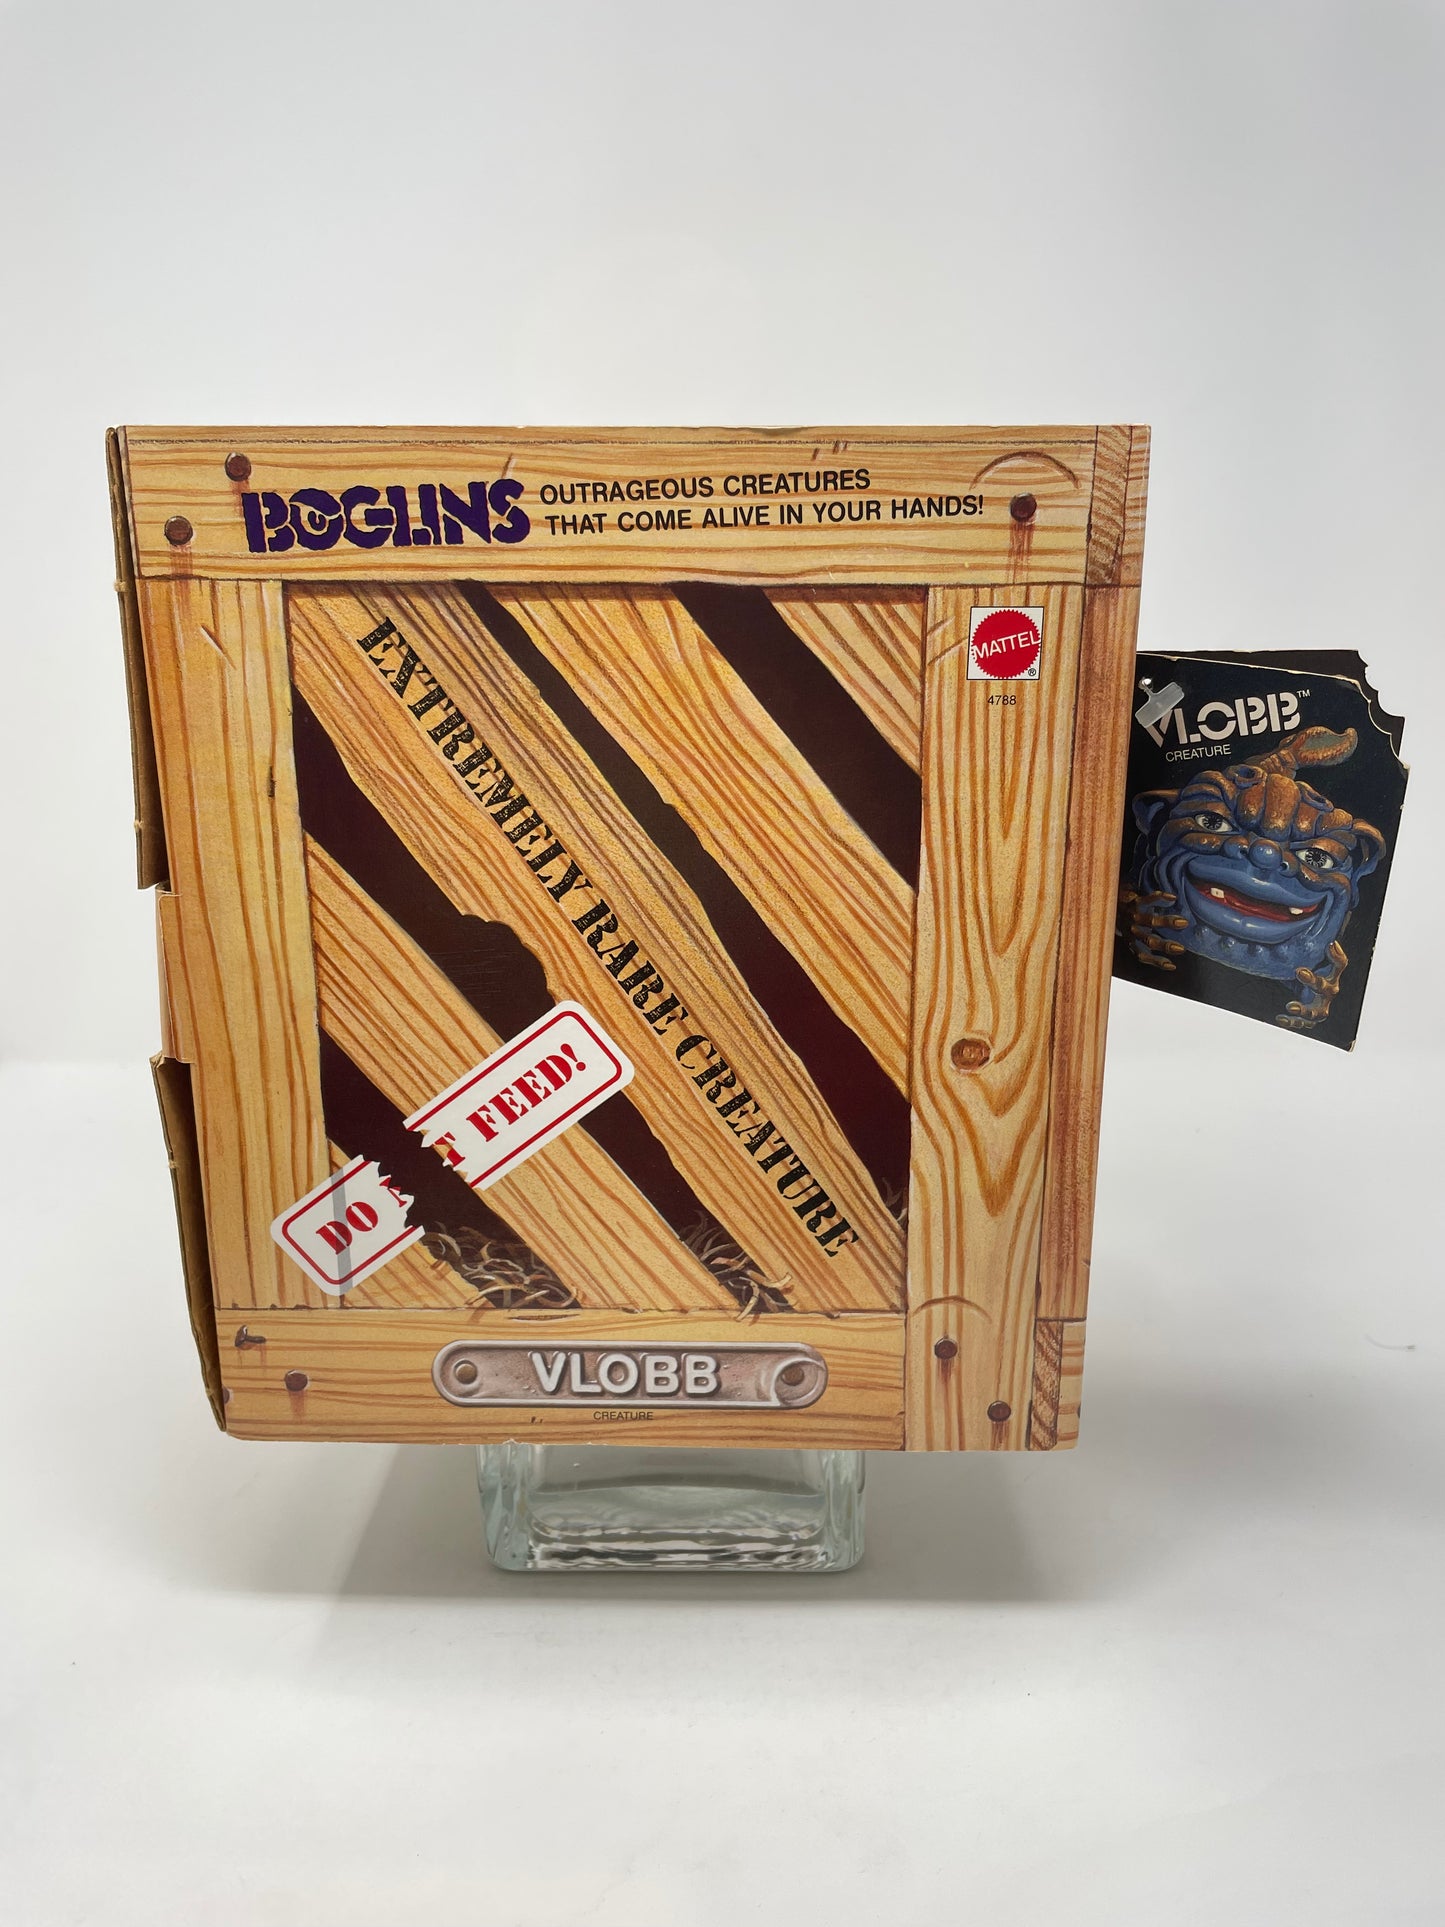 BOGLINS OUTRAGEOUS CREATURES
THAT COME ALIVE IN YOUR HANDS!
MATTEL
®
4788
VLOBB™
CREATURE
EXTREMELY RARE CREATURE
DO FEED!
VLOBB
CREATURE